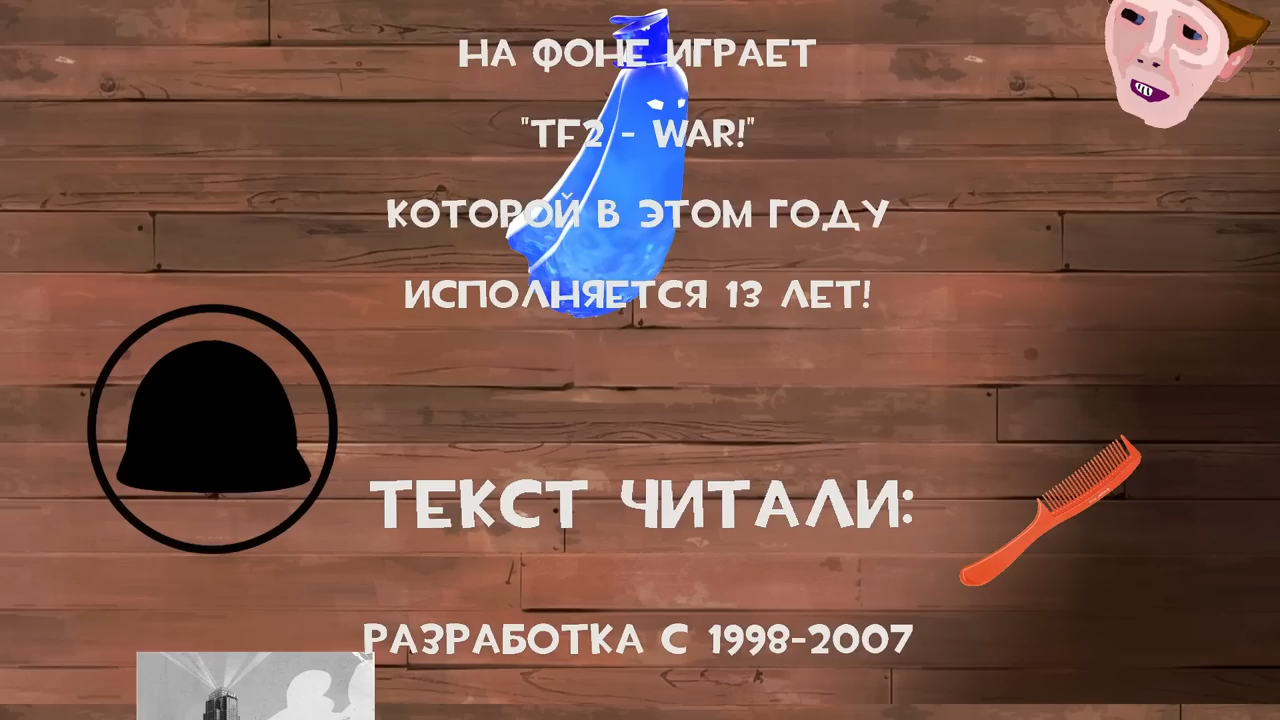 НА ФОНЕ ИГРАЕТ
"TF2 - WAR!"
КОТОРОЙ В ЭТОМ ГОДУ
ИСПОЛНЯЕТСЯ 13 ЛЕТ!
ТЕКСТ ЧИТАЛИ:
РАЗРАБОТКА С 1998-2007